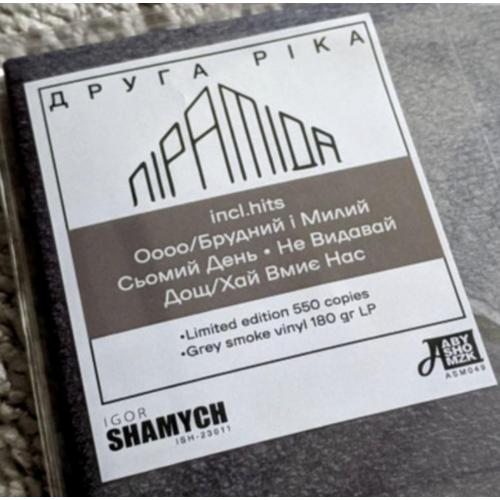 ДРУГА РІКА
ПІРАМІДА
incl.hits
Оооо/Брудний і Милий
Сьомий День • Не Видавай
Дощ/Хай Вмиє Нас
•Limited edition 550 copies
•Grey smoke vinyl 180 gr LP
IGOR
SHAMYCH
ISH-23011
JABY
SHO
MZK
ASM049